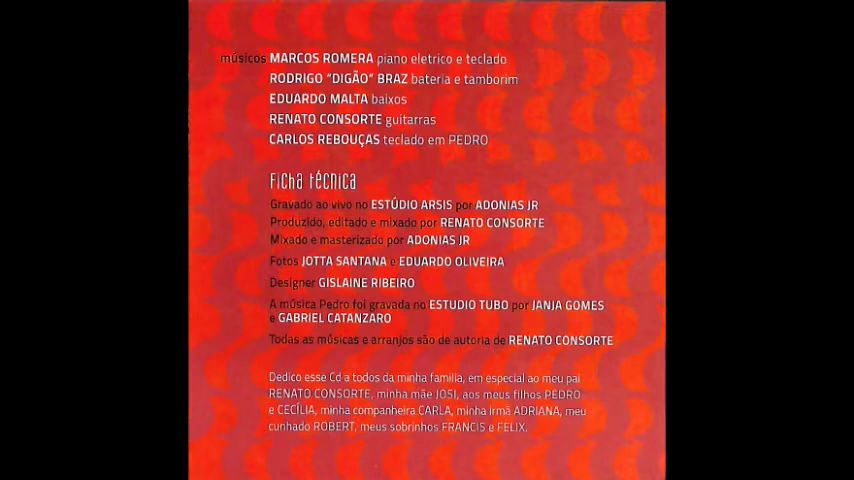 músicos MARCOS ROMERA piano eletrico e teclado
RODRIGO "DIGÃO" BRAZ bateria e tamborim
EDUARDO MALTA baixos
RENATO CONSORTE guitarras
CARLOS REBOUÇAS teclado em PEDRO
Ficha técnica
Gravado ao vivo no ESTÚDIO ARSIS por ADONIAS JR
Produzido, editado e mixado por RENATO CONSORTE
Mixado e masterizado por ADONIAS JR
Fotos JOTTA SANTANA e EDUARDO OLIVEIRA
Designer GISLAINE RIBEIRO
A música Pedro foi gravada no ESTUDIO TUBO por JANJA GOMES
e GABRIEL CATANZARO
Todas as músicas e arranjos são de autoria de RENATO CONSORTE
Dedico esse Cd a todos da minha familia, em especial ao meu pai
RENATO CONSORTE, minha mãe JOSI, aos meus filhos PEDRO
e CECÍLIA, minha companheira CARLA, minha irmã ADRIANA, meu
cunhado ROBERT, meus sobrinhos FRANCIS e FELIX.